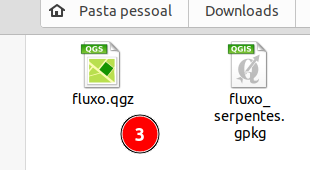 Pasta pessoal
Downloads
QGS
QGIS
fluxo.qgz
fluxo_
serpentes.
gpkg
3